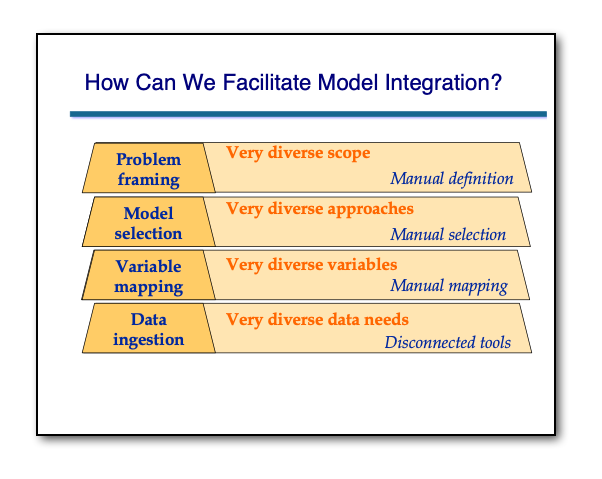 How Can We Facilitate Model Integration?
Problem
framing
Very diverse scope
Manual definition
Model
selection
Very diverse approaches
Manual selection
Variable
mapping
Very diverse variables
Manual mapping
Data
ingestion
Very diverse data needs
Disconnected tools